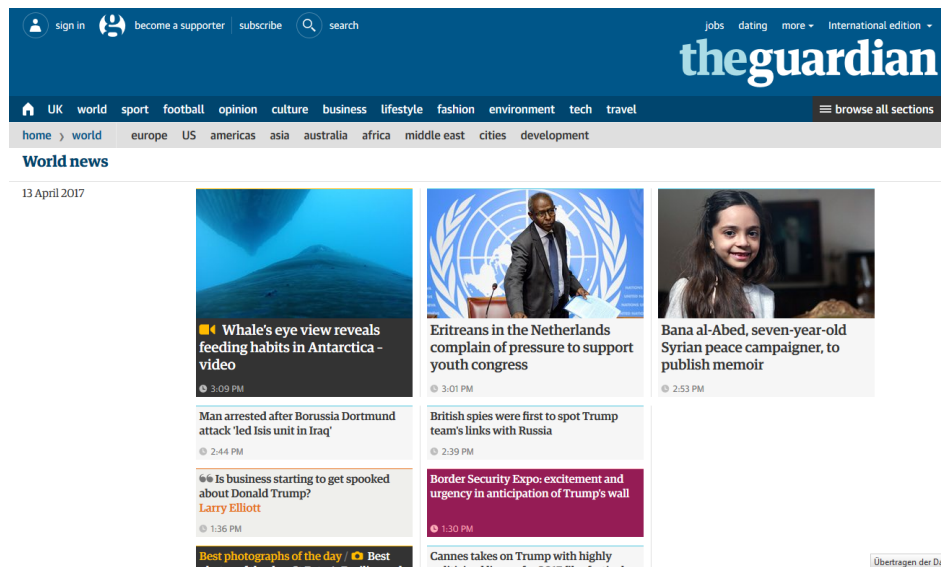 sign in become a supporter subscribe search
jobs dating more International edition
theguardian
UK world sport football opinion culture business lifestyle fashion environment tech travel
browse all sections
home world europe US americas asia australia africa middle east cities development
World news
13 April 2017
Whale's eye view reveals
feeding habits in Antarctica –
video
3:09 PM
Eritreans in the Netherlands
complain of pressure to support
youth congress
3:01 PM
Bana al-Abed, seven-year-old
Syrian peace campaigner, to
publish memoir
2:53 PM
Man arrested after Borussia Dortmund
attack 'led Isis unit in Iraq'
2:44 PM
British spies were first to spot Trump
team's links with Russia
2:39 PM
Is business starting to get spooked
about Donald Trump?
Larry Elliott
1:36 PM
Border Security Expo: excitement and
urgency in anticipation of Trump's wall
1:30 PM
Best photographs of the day / Best
Cannes takes on Trump with highly
Übertragen der Da